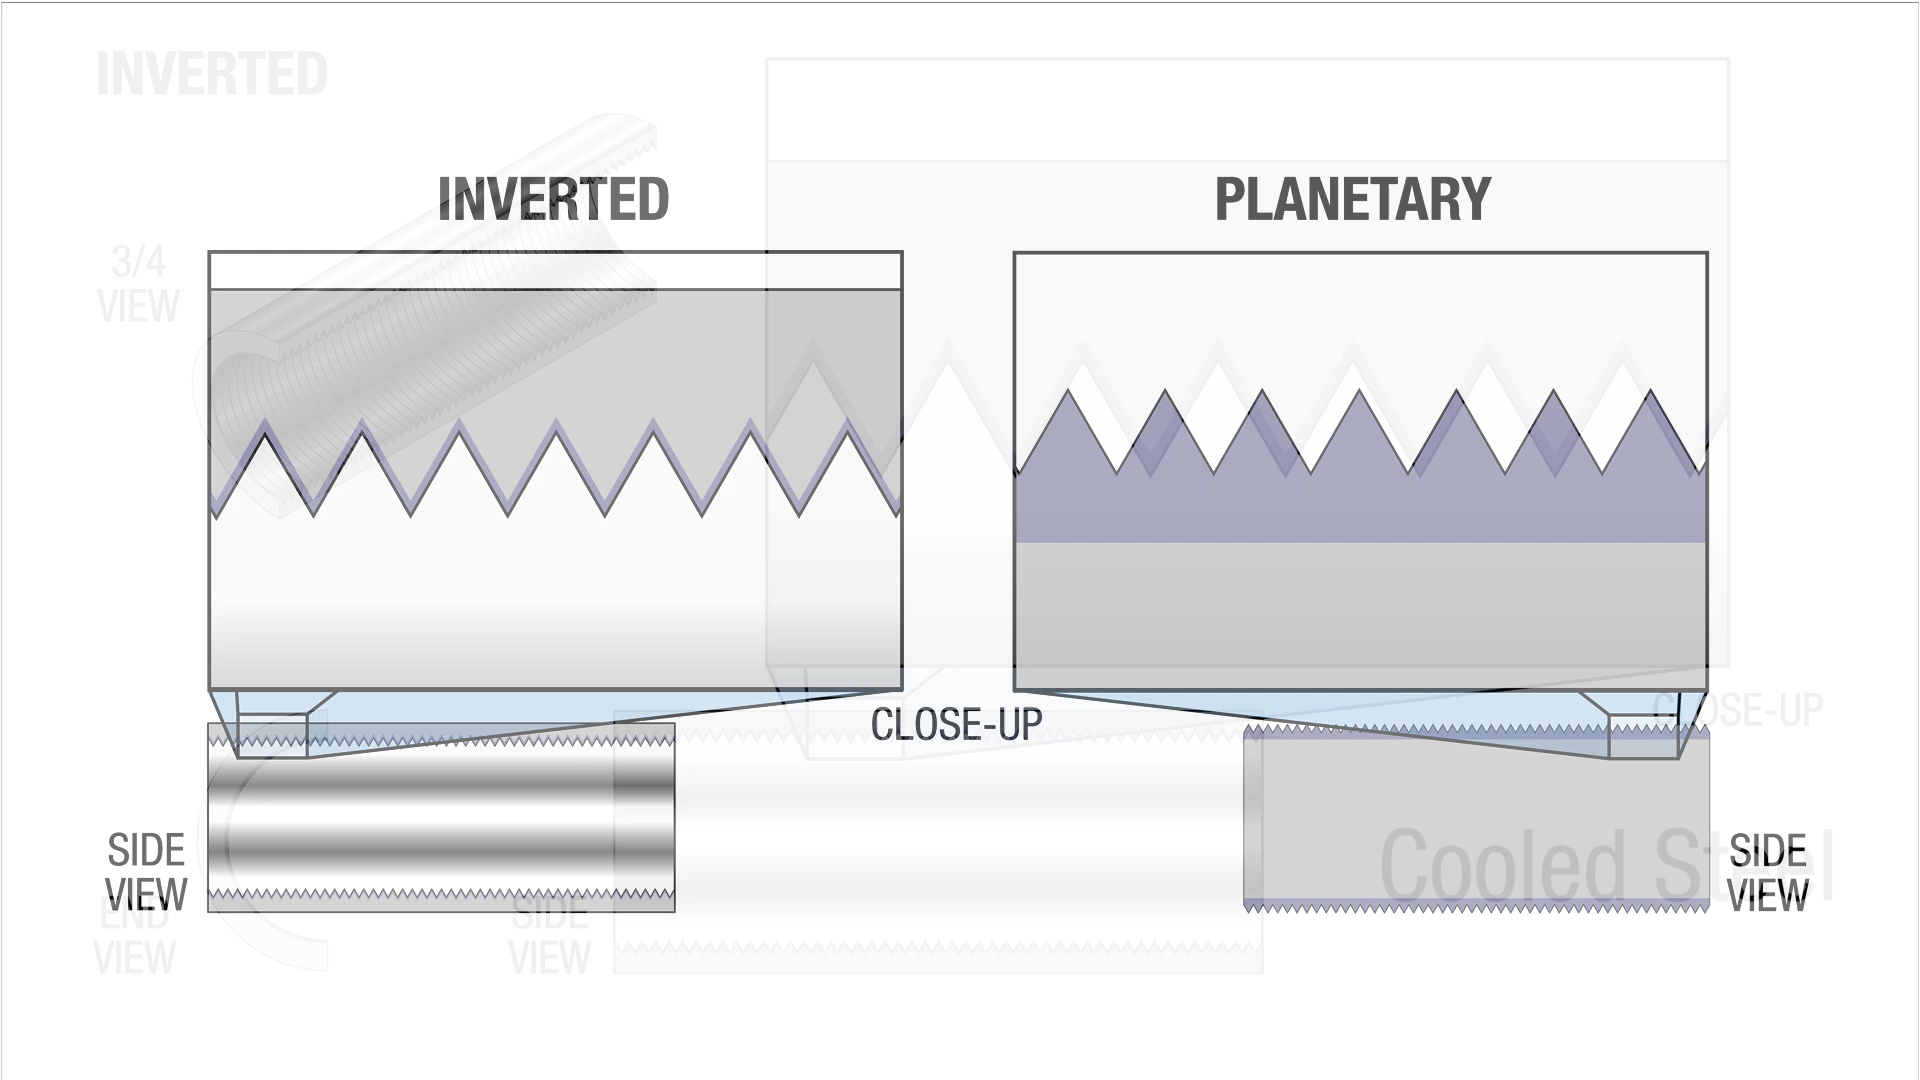 INVERTED
INVERTED
PLANETARY
3/4
VIEW
CLOSE-UP
CLOSE-UP
SIDE
VIEW
END
VIEW
SIDE
VIEW
Cooled Steel
SIDE
VIEW